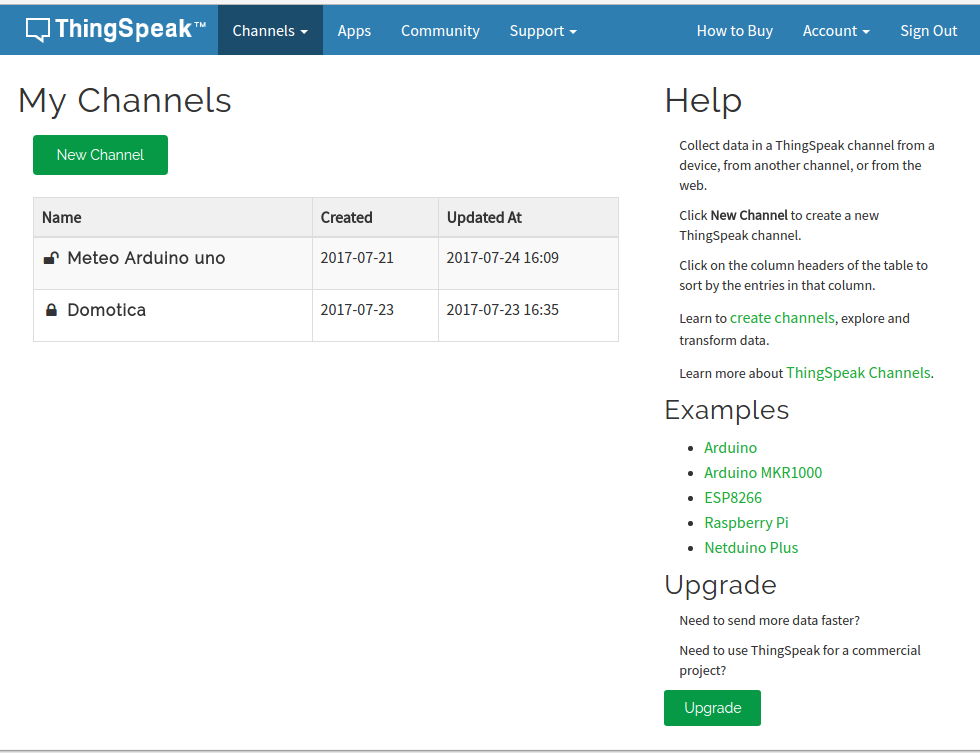 ThingSpeak™ Channels Apps Community Support How to Buy Account Sign Out
My Channels
New Channel
Name Created Updated At
Meteo Arduino uno 2017-07-21 2017-07-24 16:09
Domotica 2017-07-23 2017-07-23 16:35
Help
Collect data in a ThingSpeak channel from a
device, from another channel, or from the
web.
Click New Channel to create a new
ThingSpeak channel.
Click on the column headers of the table to
sort by the entries in that column.
Learn to create channels, explore and
transform data.
Learn more about ThingSpeak Channels.
Examples
Arduino
Arduino MKR1000
ESP8266
Raspberry Pi
Netduino Plus
Upgrade
Need to send more data faster?
Need to use ThingSpeak for a commercial
project?
Upgrade